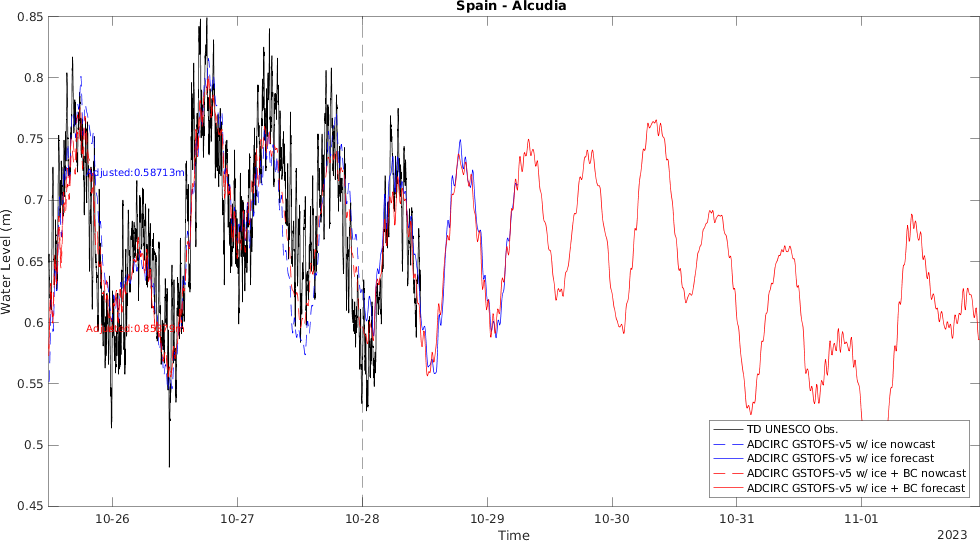 Spain - Alcudia
0.85
0.8
0.75
0.7
0.65
0.6
0.55
0.5
0.45
Water Level (m)
Adjusted:0.58713m
TD UNESCO Obs.
ADCIRC GSTOFS-v5 w/ ice nowcast
ADCIRC GSTOFS-v5 w/ ice forecast
ADCIRC GSTOFS-v5 w/ ice + BC nowcast
ADCIRC GSTOFS-v5 w/ ice + BC forecast
10-26
10-27
10-28
10-29
10-30
10-31
11-01
Time
2023